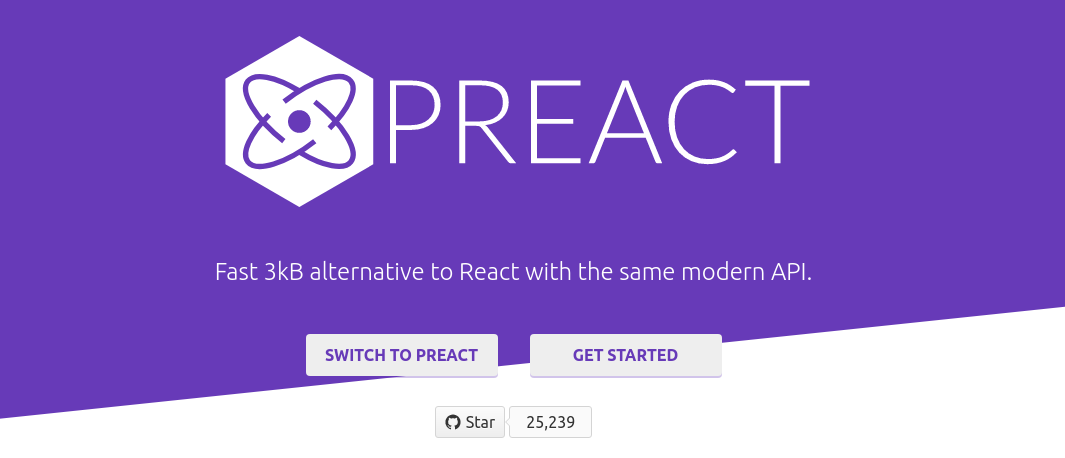 PREACT
Fast 3kB alternative to React with the same modern API.
SWITCH TO PREACT GET STARTED
Star 25,239